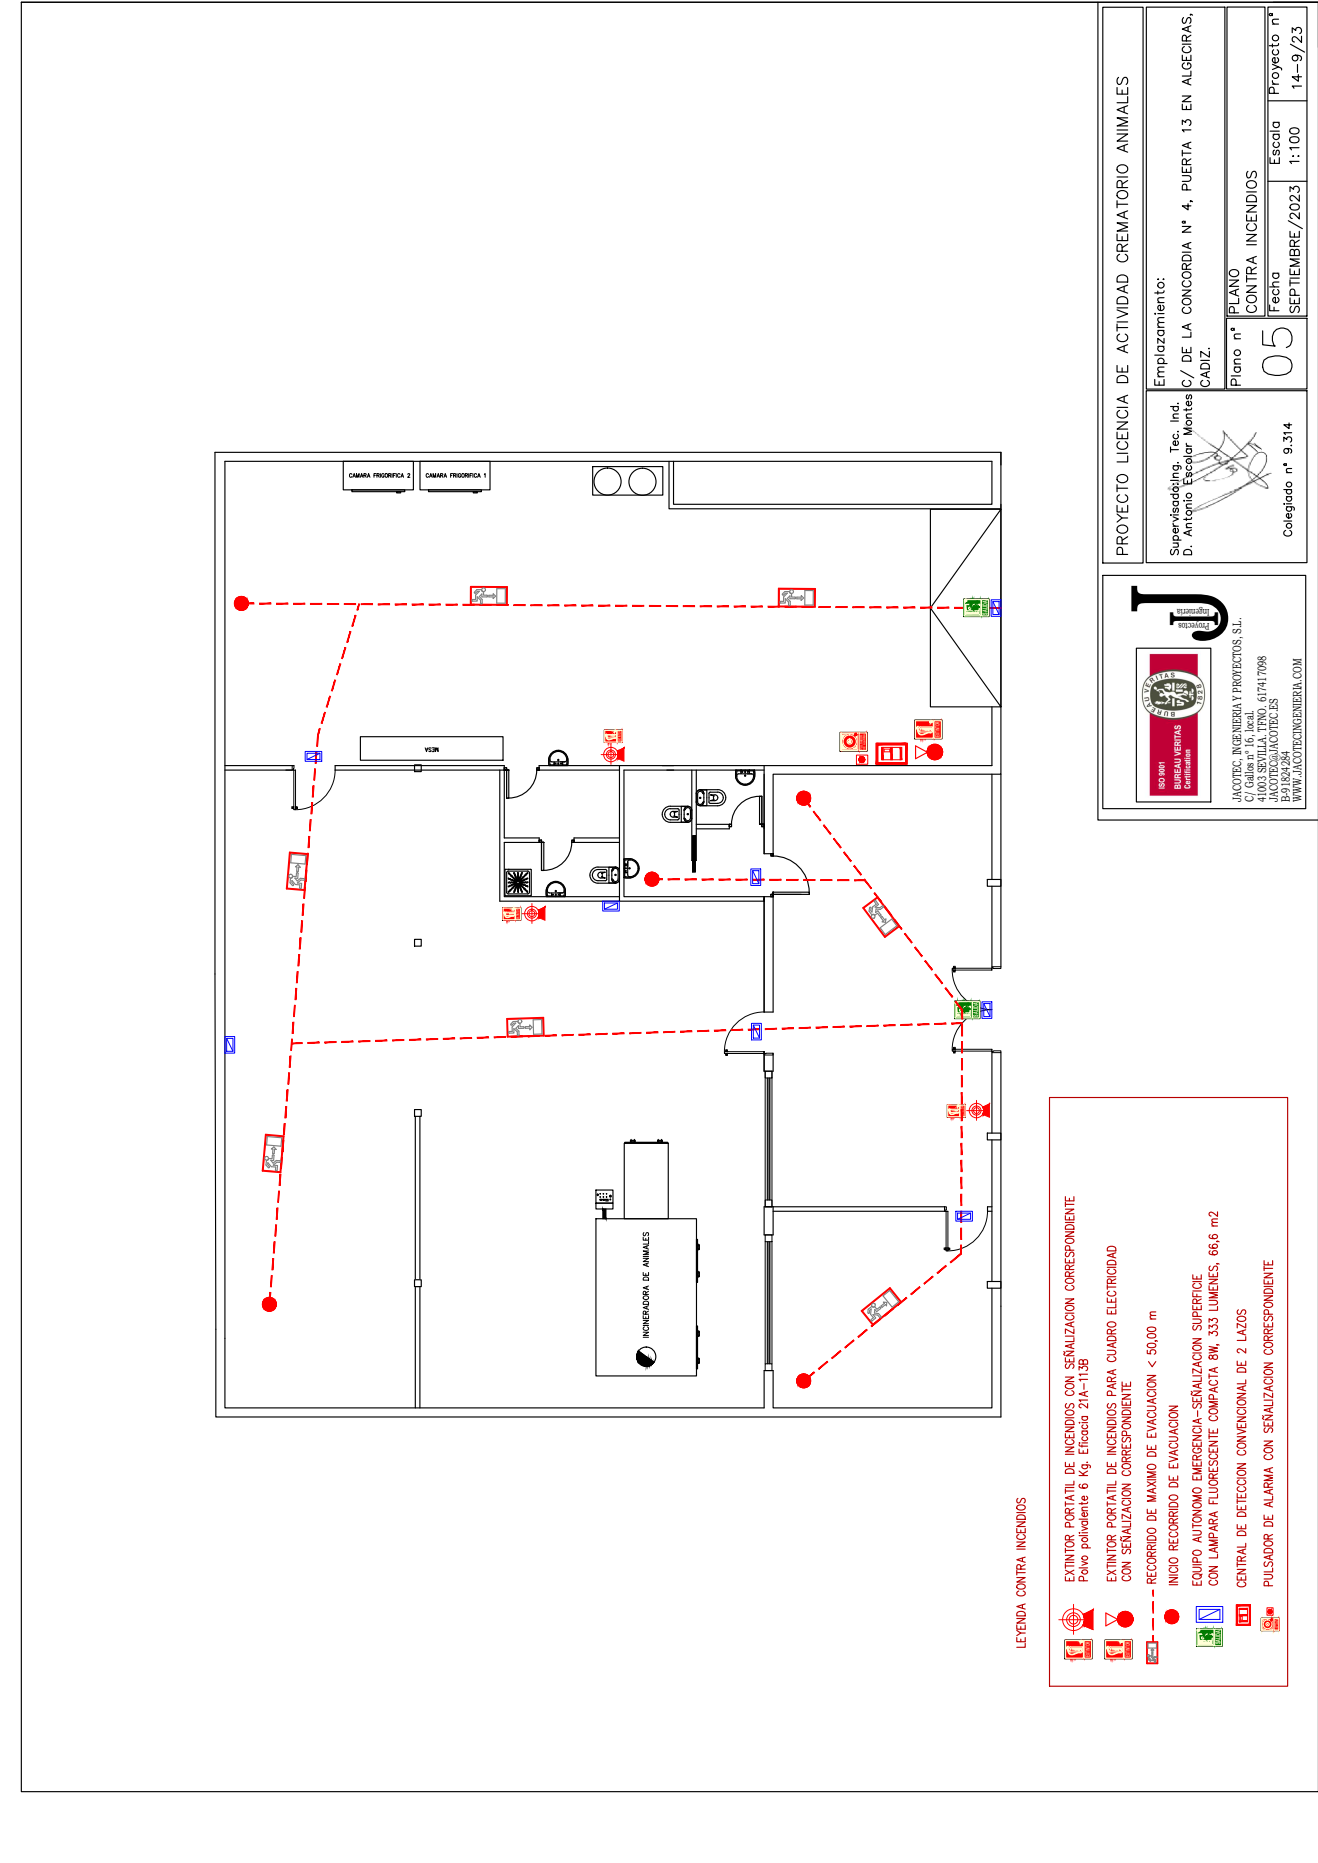 PROYECTO LICENCIA DE ACTIVIDAD CREMATORIO ANIMALES
Supervisado:Ing. Tec. Ind.
D. Antonio Escolar Montes
Colegiado nº 9.314
Emplazamiento:
C/ DE LA CONCORDIA Nº 4, PUERTA 13 EN ALGECIRAS,
CADIZ.
Plano nº
05
PLANO
CONTRA INCENDIOS
Fecha
SEPTIEMBRE/2023
Escala
1:100
Proyecto nº
14-9/23
Proyectos
Ingeniería
BUREAU VERITAS
1828
ISO 9001
BUREAU VERITAS
Certification
JACOTEC, INGENIERIA Y PROYECTOS, S.L.
C/ Gallos nº 16, local.
41003 SEVILLA. TFNO. 617417098
JACOTEC@JACOTEC.ES
B-91824284
WWW.JACOTECINGENIERIA.COM
CAMARA FRIGORIFICA 2
CAMARA FRIGORIFICA 1
MESA
INCINERADORA DE ANIMALES
LEYENDA CONTRA INCENDIOS
EXTINTOR PORTATIL DE INCENDIOS CON SEÑALIZACION CORRESPONDIENTE
Polvo polivalente 6 Kg. Eficacia 21A-113B
EXTINTOR PORTATIL DE INCENDIOS PARA CUADRO ELECTRICIDAD
CON SEÑALIZACION CORRESPONDIENTE
RECORRIDO DE MAXIMO DE EVACUACION < 50,00 m
INICIO RECORRIDO DE EVACUACION
EQUIPO AUTONOMO EMERGENCIA-SEÑALIZACION SUPERFICIE
CON LAMPARA FLUORESCENTE COMPACTA 8W, 333 LUMENES, 66,6 m2
CENTRAL DE DETECCION CONVENCIONAL DE 2 LAZOS
PULSADOR DE ALARMA CON SEÑALIZACION CORRESPONDIENTE